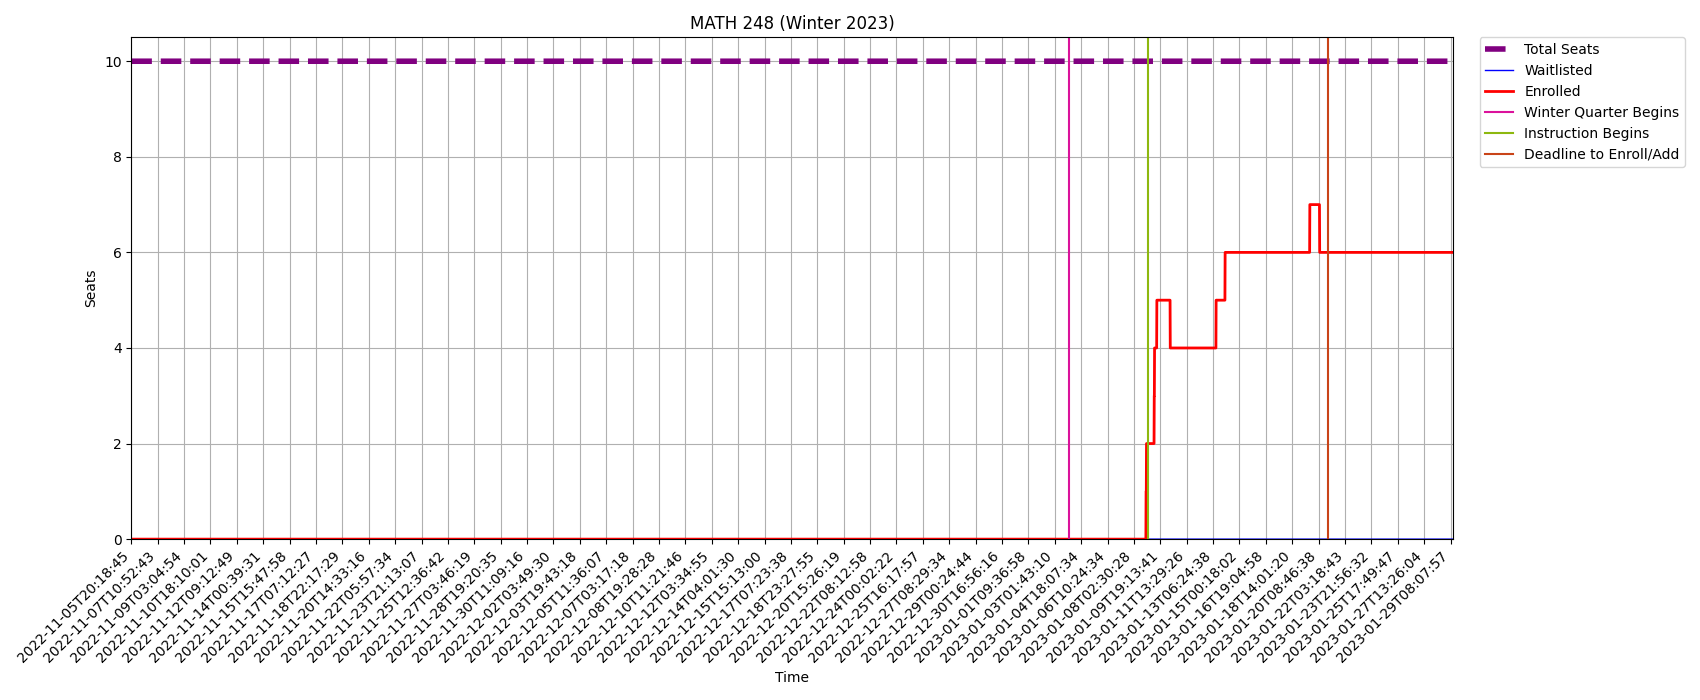 MATH 248 (Winter 2023)
Total Seats
Waitlisted
Enrolled
Winter Quarter Begins
Instruction Begins
Deadline to Enroll/Add
Seats
10
8
6
4
2
0
2022-11-05T20:18:45
2022-11-07T10:52:43
2022-11-09T03:04:54
2022-11-10T18:10:01
2022-11-12T09:12:49
2022-11-14T00:39:31
2022-11-15T15:47:58
2022-11-17T07:12:27
2022-11-18T22:17:29
2022-11-20T14:33:16
2022-11-22T05:57:34
2022-11-23T21:13:07
2022-11-25T12:36:42
2022-11-27T03:46:19
2022-11-28T19:20:35
2022-11-30T11:09:16
2022-12-02T03:49:30
2022-12-03T19:43:18
2022-12-05T11:36:07
2022-12-07T03:17:18
2022-12-08T19:28:28
2022-12-10T11:21:46
2022-12-12T03:34:55
2022-12-14T04:01:30
2022-12-15T15:13:00
2022-12-17T07:23:38
2022-12-18T23:27:55
2022-12-20T15:26:19
2022-12-22T08:12:58
2022-12-24T00:02:22
2022-12-25T16:17:57
2022-12-27T08:29:34
2022-12-29T00:24:44
2022-12-30T16:56:16
2023-01-01T09:36:58
2023-01-03T01:43:10
2023-01-04T18:07:34
2023-01-06T10:24:34
2023-01-08T02:30:28
2023-01-09T19:13:41
2023-01-11T13:29:26
2023-01-13T06:24:38
2023-01-15T00:18:02
2023-01-16T19:04:58
2023-01-18T14:01:20
2023-01-20T08:46:38
2023-01-22T03:18:43
2023-01-23T21:56:32
2023-01-25T17:49:47
2023-01-27T13:26:04
2023-01-29T08:07:57
Time